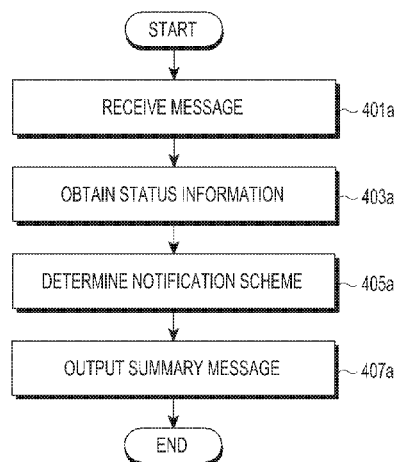 START
RECEIVE MESSAGE
401a
OBTAIN STATUS INFORMATION
403a
DETERMINE NOTIFICATION SCHEME
405a
OUTPUT SUMMARY MESSAGE
407a
END